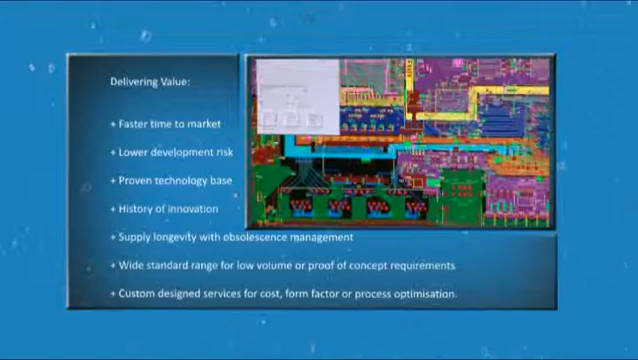 Delivering Value:
+ Faster time to market
+ Lower development risk
+ Proven technology base
+ History of innovation
+ Supply longevity with obsolescence management
+ Wide standard range for low volume or proof of concept requirements
+ Custom designed services for cost, form factor or process optimisation.